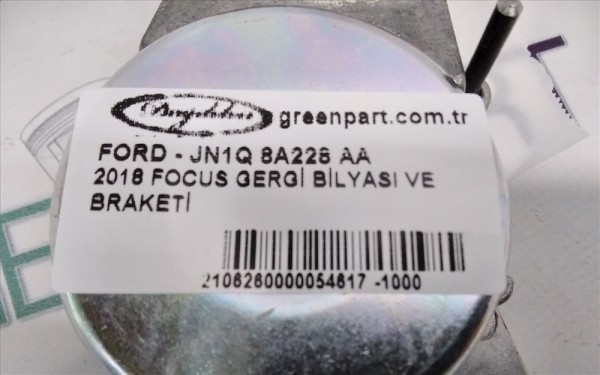 greenpart.com.tr
FORD - JN1Q 8A228 AA
2018 FOCUS GERGİ BİLYASI VE
BRAKETİ
2106260000054617 -1000